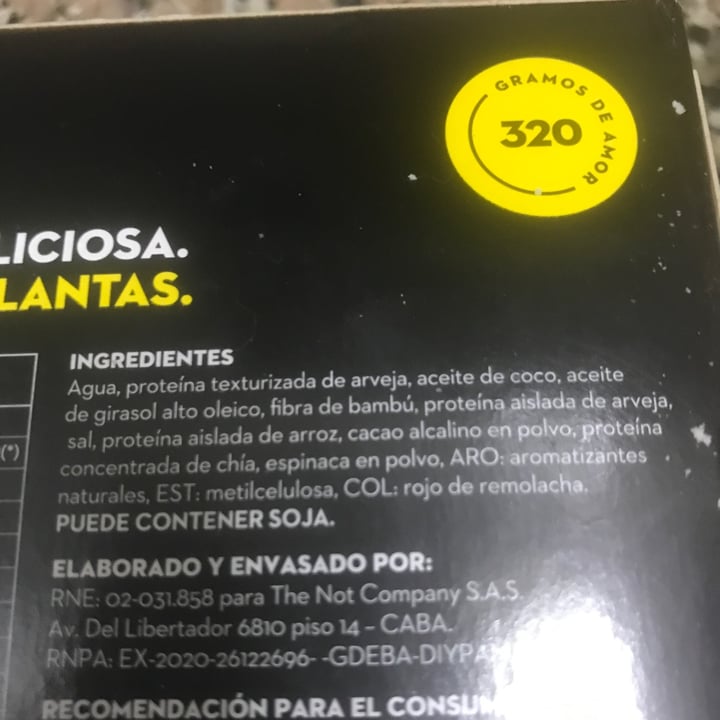 GRAMOS DE AMOR
320
LICIOSA.
LANTAS.
(*)
INGREDIENTES
Agua, proteína texturizada de arveja, aceite de coco, aceite
de girasol alto oleico, fibra de bambú, proteína aislada de arveja,
sal, proteína aislada de arroz, cacao alcalino en polvo, proteína
concentrada de chía, espinaca en polvo, ARO: aromatizantes
naturales, EST: metilcelulosa, COL: rojo de remolacha.
PUEDE CONTENER SOJA.
ELABORADO Y ENVASADO POR:
RNE: 02-031.858 para The Not Company S.A.S.
Av. Del Libertador 6810 piso 14 - CABA.
RNPA: EX-2020-26122696- -GDEBA-DIYPA
RECOMENDACIÓN PARA EL CONSUM